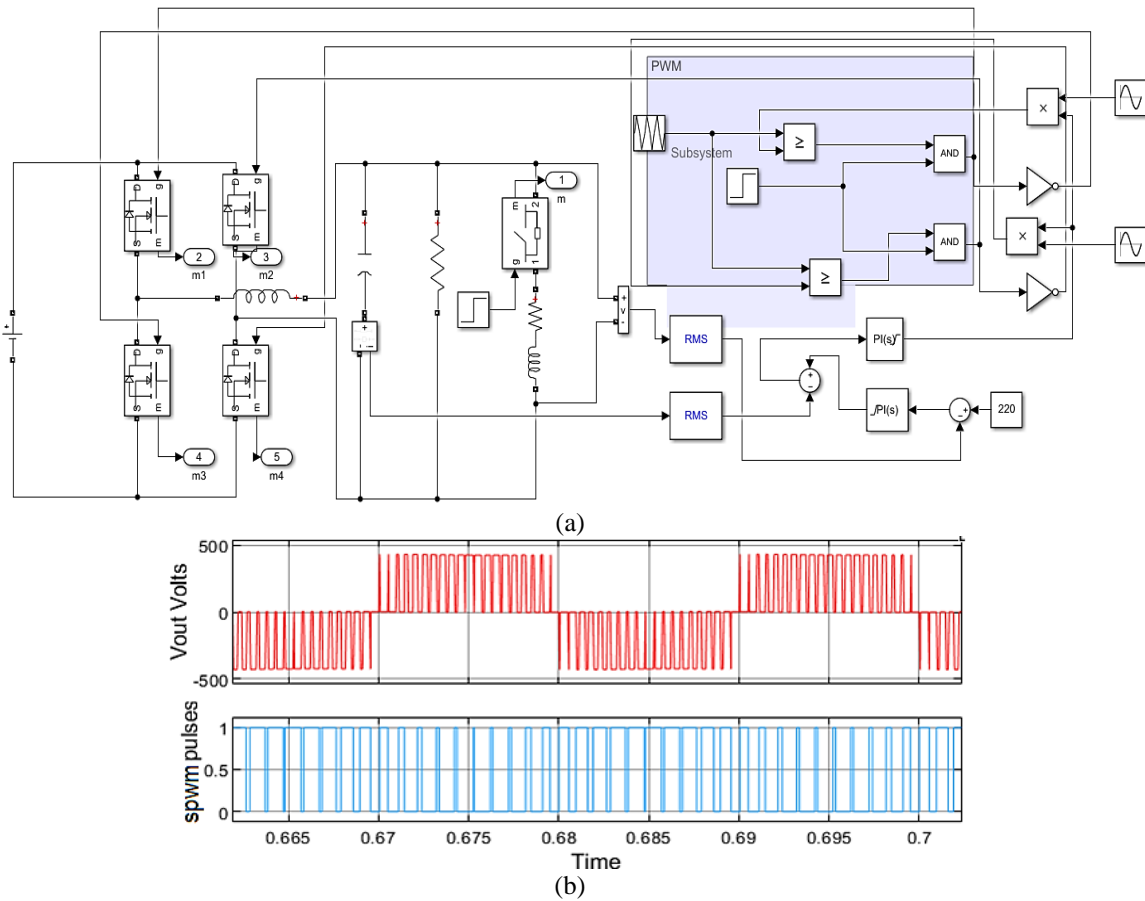 PWM
Subsystem
≥
AND
×
D
g
S
m
D
g
S
m
2
m1
3
m2
1
m
m
2
g
1
AND
×
≥
+
v
-
RMS
PI(s)
+
-
RMS
PI(s)
-
+
220
+
D
g
S
m
D
g
S
m
+
-
i
4
m3
5
m4
(a)
500
0
-500
Vout Volts
1
0.5
0
spwm pulses
0.665 0.67 0.675 0.68 0.685 0.69 0.695 0.7
Time
(b)